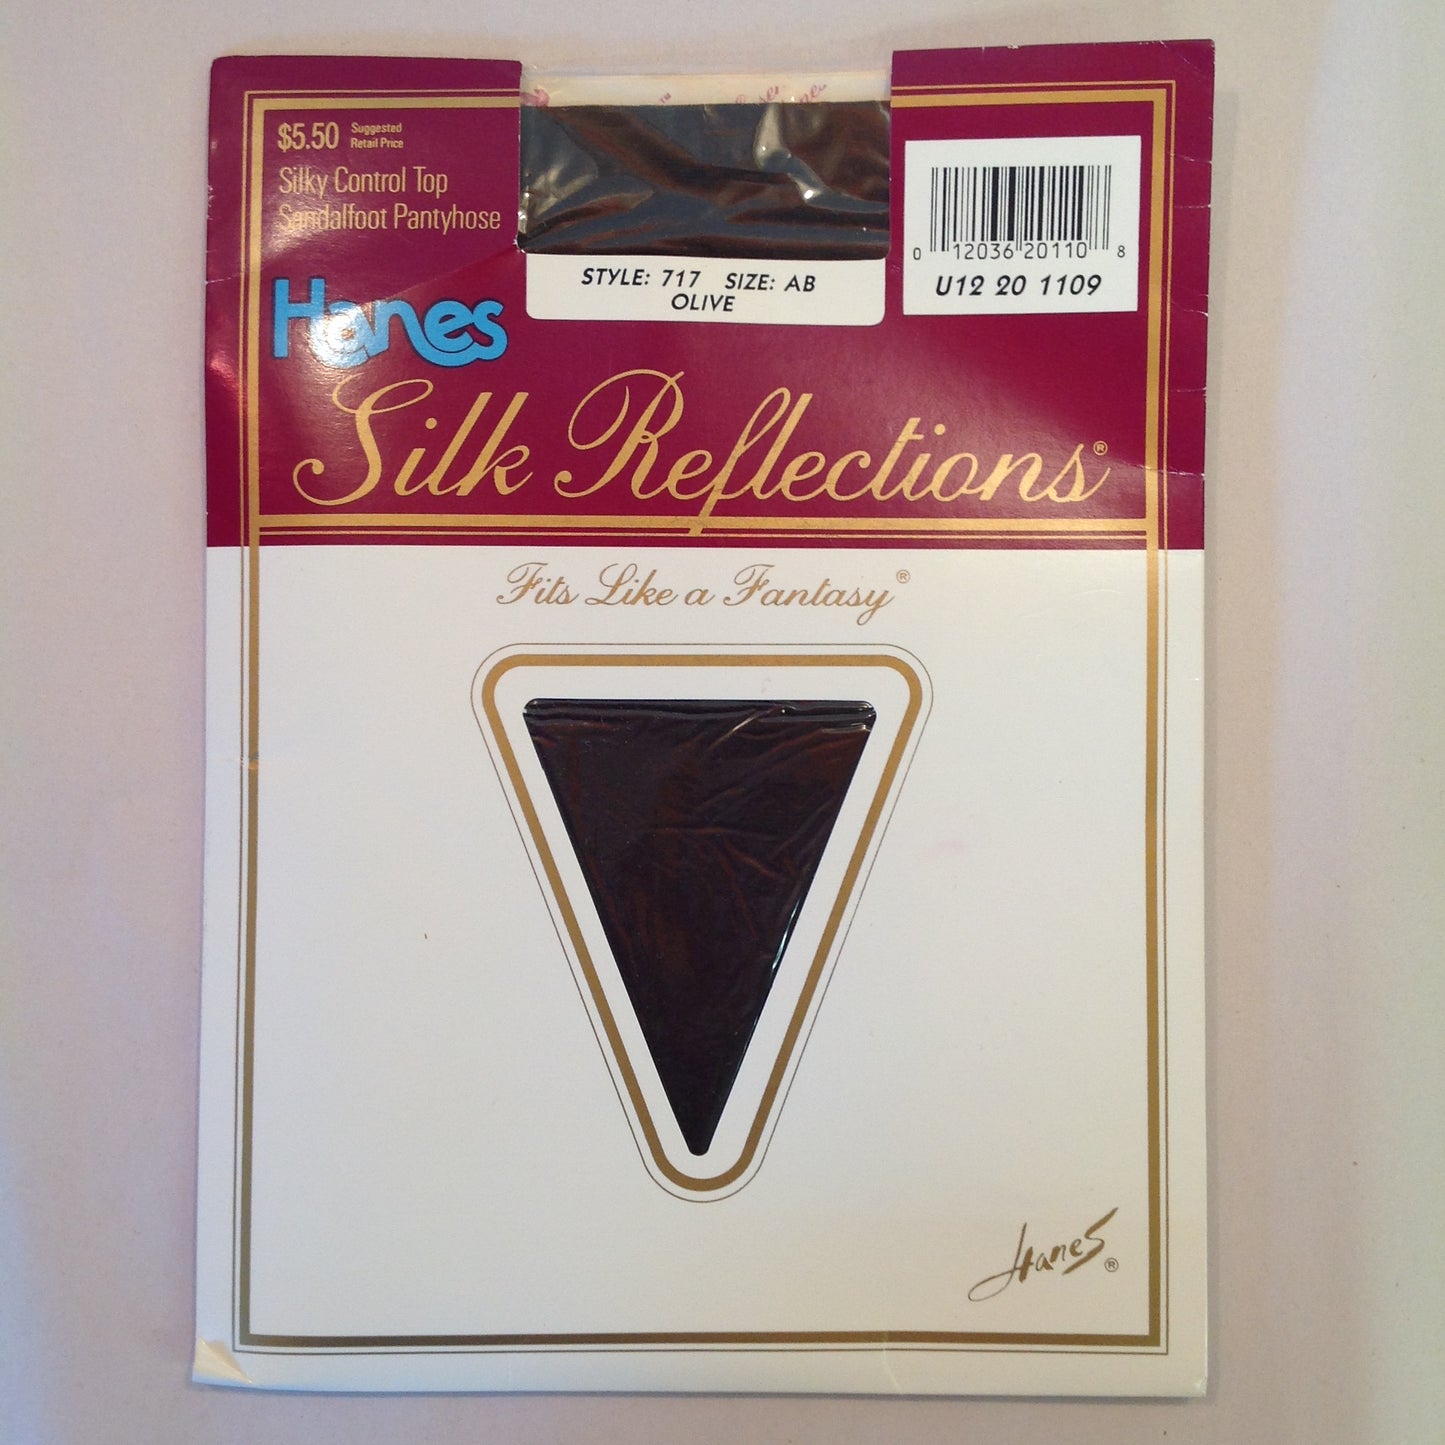 $5.50 Suggested
Retail Price
Silky Control Top
Sandalfoot Pantyhose
STYLE: 717 SIZE: AB
OLIVE
0 12036 20110 8
U12 20 1109
Hanes
Silk Reflections®
Fits Like a Fantasy®
Hanes®